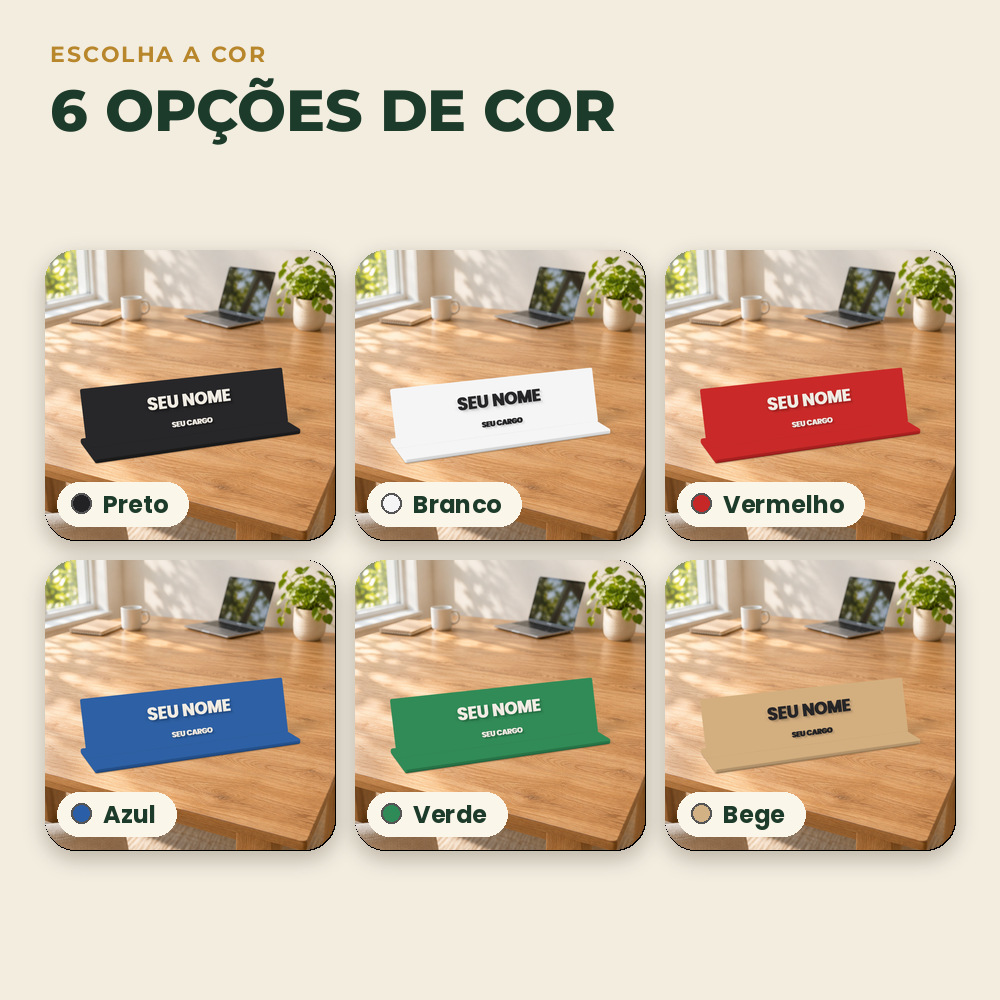 ESCOLHA A COR
6 OPÇÕES DE COR
SEU NOME
SEU CARGO
Preto
SEU NOME
SEU CARGO
Branco
SEU NOME
SEU CARGO
Vermelho
SEU NOME
SEU CARGO
Azul
SEU NOME
SEU CARGO
Verde
SEU NOME
SEU CARGO
Bege